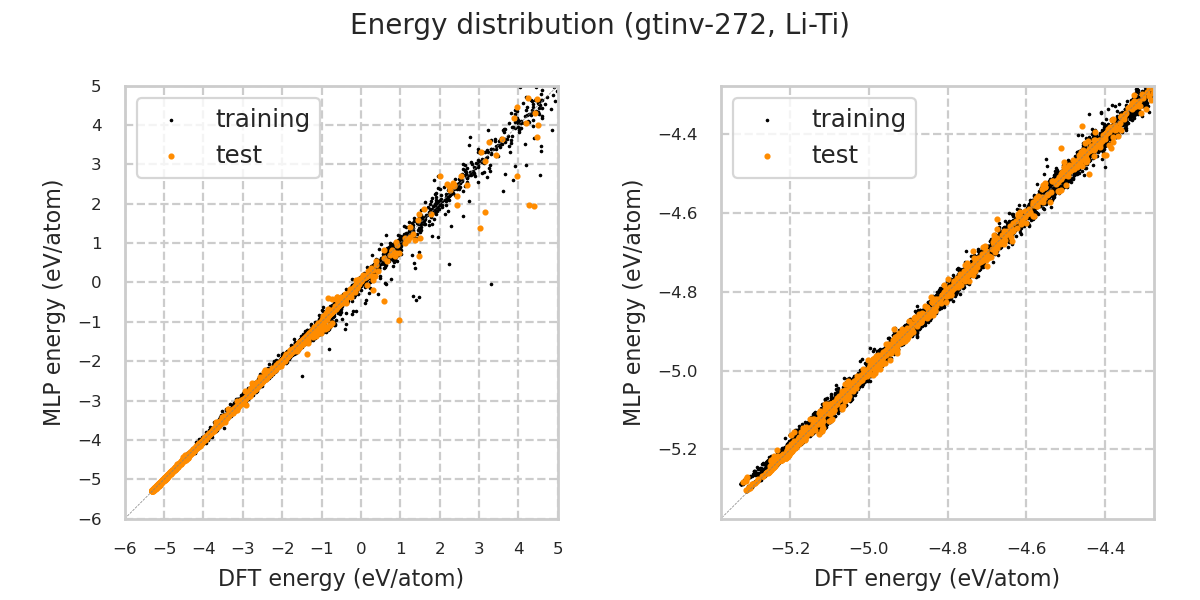 Energy distribution (gtinv-272, Li-Ti)
training
test
5
4
3
2
1
0
−1
−2
−3
−4
−5
−6
−6 −5 −4 −3 −2 −1 0 1 2 3 4 5
MLP energy (eV/atom)
DFT energy (eV/atom)
training
test
−4.4
−4.6
−4.8
−5.0
−5.2
−5.2 −5.0 −4.8 −4.6 −4.4
MLP energy (eV/atom)
DFT energy (eV/atom)